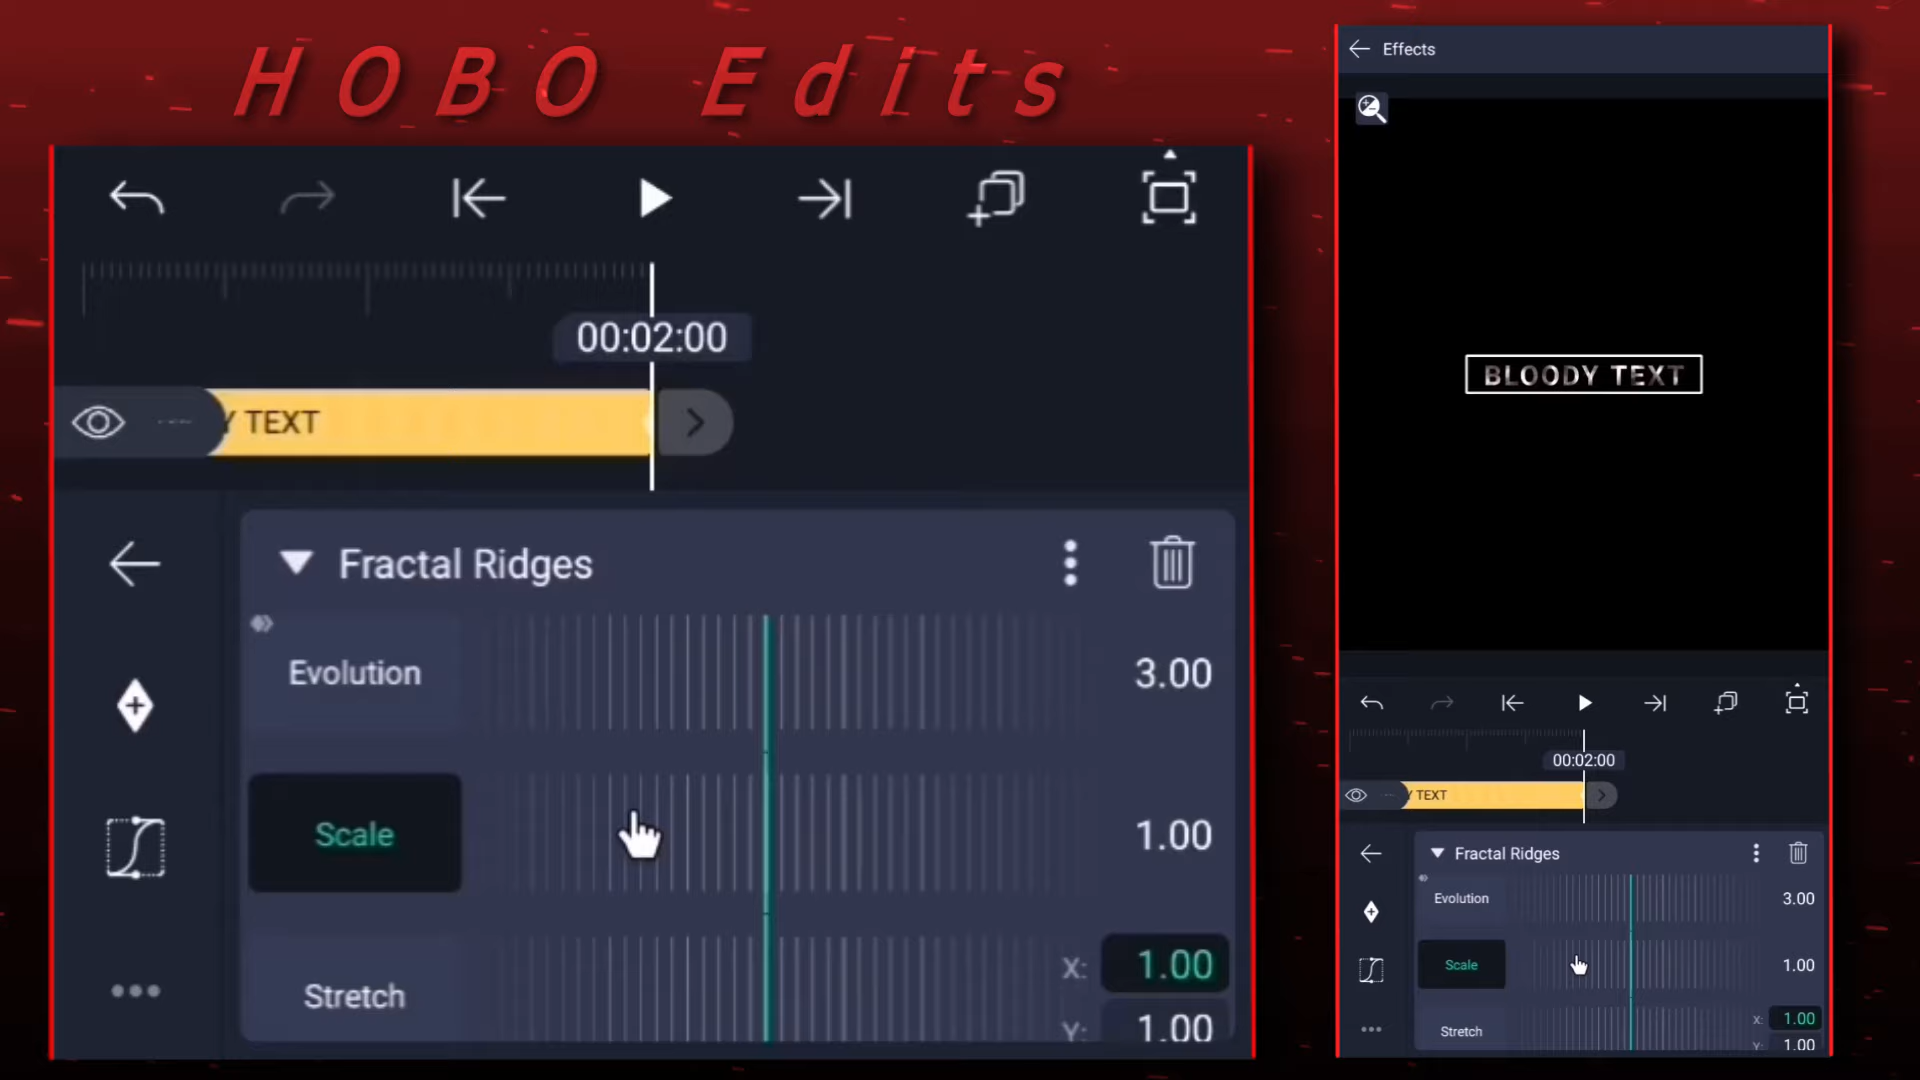 HOBO Edits
00:02:00
Y TEXT
Fractal Ridges
Evolution
3.00
Scale
1.00
Stretch
X: 1.00
Y: 1.00
Effects
BLOODY TEXT
00:02:00
Y TEXT
Fractal Ridges
Evolution
3.00
Scale
1.00
Stretch
X: 1.00
Y: 1.00